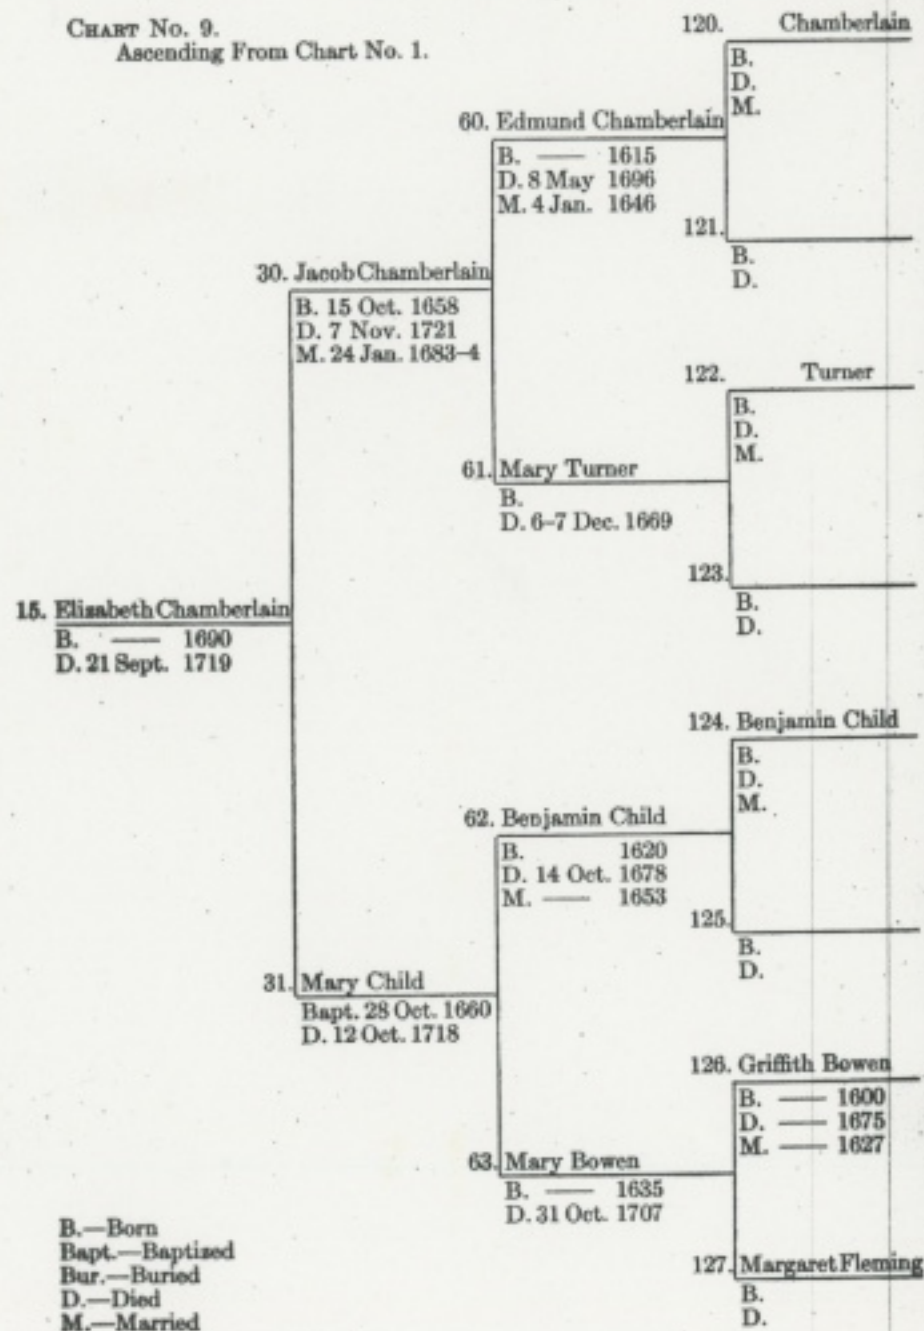 CHART No. 9.
Ascending From Chart No. 1.
120. Chamberlain
B.
D.
M.
60. Edmund Chamberlain
B. — 1615
D. 8 May 1696
M. 4 Jan. 1646
121.
B.
D.
30. Jacob Chamberlain
B. 15 Oct. 1658
D. 7 Nov. 1721
M. 24 Jan. 1683-4
122. Turner
B.
D.
M.
61. Mary Turner
B.
D. 6-7 Dec. 1669
123.
B.
D.
15. Elisabeth Chamberlain
B. — 1690
D. 21 Sept. 1719
124. Benjamin Child
B.
D.
M.
62. Benjamin Child
B. 1620
D. 14 Oct. 1678
M. — 1653
125.
B.
D.
31. Mary Child
Bapt. 28 Oct. 1660
D. 12 Oct. 1718
126. Griffith Bowen
B. — 1600
D. — 1675
M. — 1627
63. Mary Bowen
B. — 1635
D. 31 Oct. 1707
127. Margaret Fleming
B.
D.
B.—Born
Bapt.—Baptised
Bur.—Buried
D.—Died
M.—Married